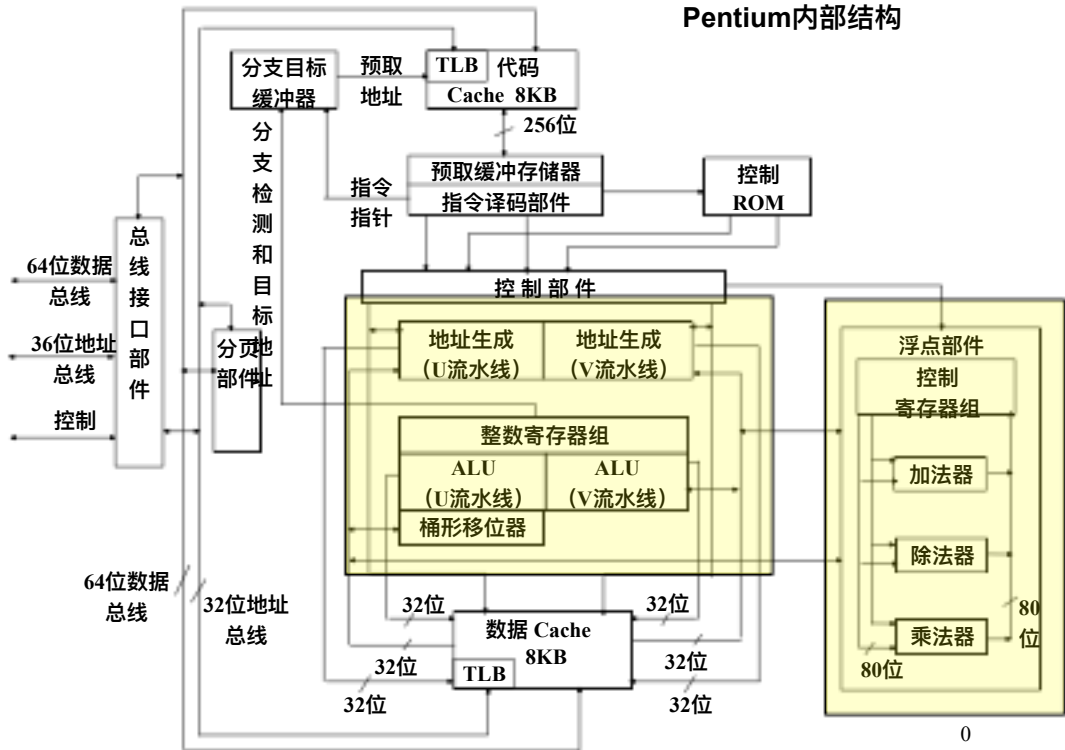 Pentium内部结构
分支目标
缓冲器
预取
地址
TLB
代码
Cache 8KB
256位
分支检测和目标地址
预取缓冲存储器
指令译码部件
指令
指针
控制
ROM
总线接口部件
64位数据
总线
36位地址
总线
控制
分页
部件
控制部件
地址生成
（U流水线）
地址生成
（V流水线）
整数寄存器组
ALU
（U流水线）
ALU
（V流水线）
桶形移位器
浮点部件
控制
寄存器组
加法器
除法器
乘法器
80位
80
位
64位数据
总线
32位地址
总线
32位
32位
32位
数据 Cache
8KB
TLB
32位
32位
32位
0